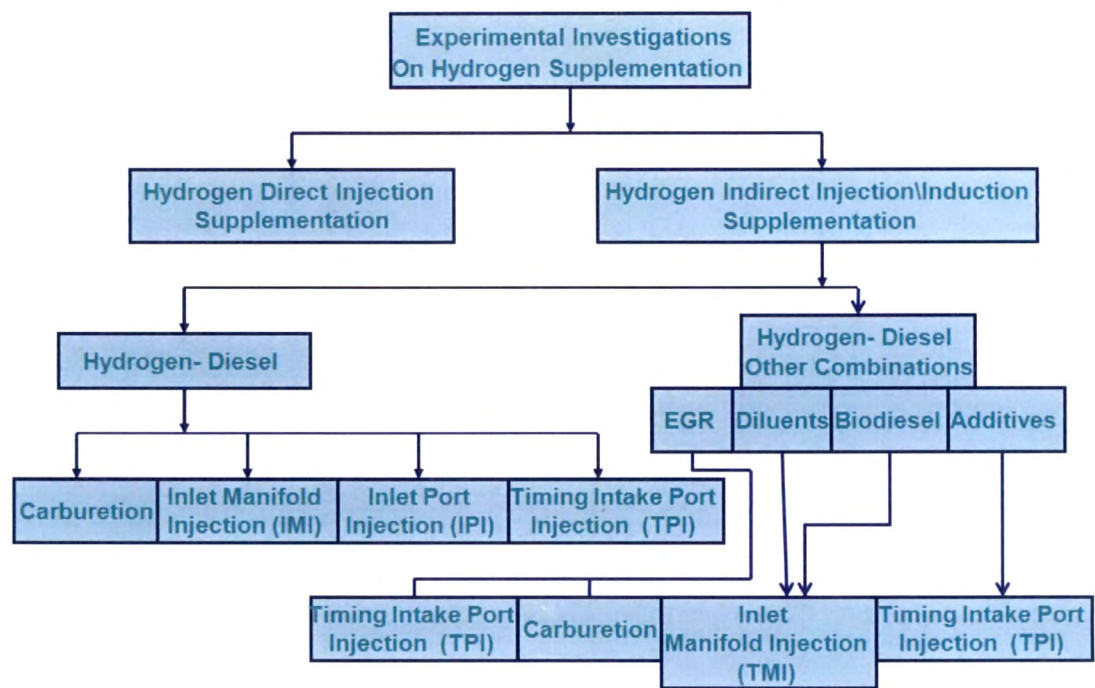 Experimental Investigations
On Hydrogen Supplementation
Hydrogen Direct Injection
Supplementation
Hydrogen Indirect Injection\Induction
Supplementation
Hydrogen- Diesel
Hydrogen- Diesel
Other Combinations
EGR
Diluents
Biodiesel
Additives
Carburetion
Inlet Manifold
Injection (IMI)
Inlet Port
Injection (IPI)
Timing Intake Port
Injection (TPI)
Timing Intake Port
Injection (TPI)
Carburetion
Inlet
Manifold Injection
(TMI)
Timing Intake Port
Injection (TPI)